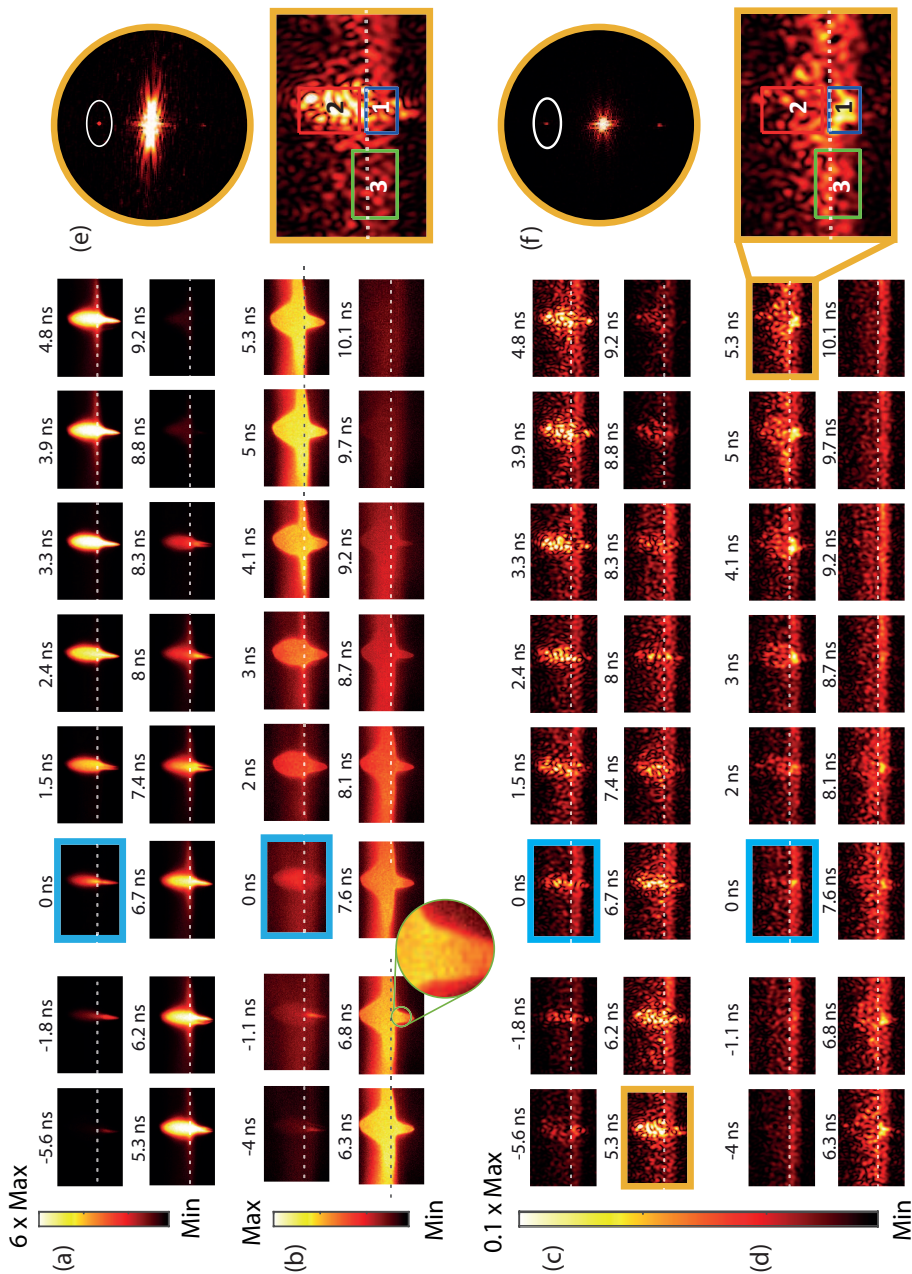 6 x Max
(a)
Min
-5.6 ns -1.8 ns 0 ns 1.5 ns 2.4 ns 3.3 ns 3.9 ns 4.8 ns
5.3 ns 6.2 ns 6.7 ns 7.4 ns 8 ns 8.3 ns 8.8 ns 9.2 ns
Max
(b)
Min
-4 ns -1.1 ns 0 ns 2 ns 3 ns 4.1 ns 5 ns 5.3 ns
6.3 ns 6.8 ns 7.6 ns 8.1 ns 8.7 ns 9.2 ns 9.7 ns 10.1 ns
(e)
3 2 1
0.1 x Max
(c)
-5.6 ns -1.8 ns 0 ns 1.5 ns 2.4 ns 3.3 ns 3.9 ns 4.8 ns
5.3 ns 6.2 ns 6.7 ns 7.4 ns 8 ns 8.3 ns 8.8 ns 9.2 ns
(d)
Min
-4 ns -1.1 ns 0 ns 2 ns 3 ns 4.1 ns 5 ns 5.3 ns
6.3 ns 6.8 ns 7.6 ns 8.1 ns 8.7 ns 9.2 ns 9.7 ns 10.1 ns
(f)
3 2 1